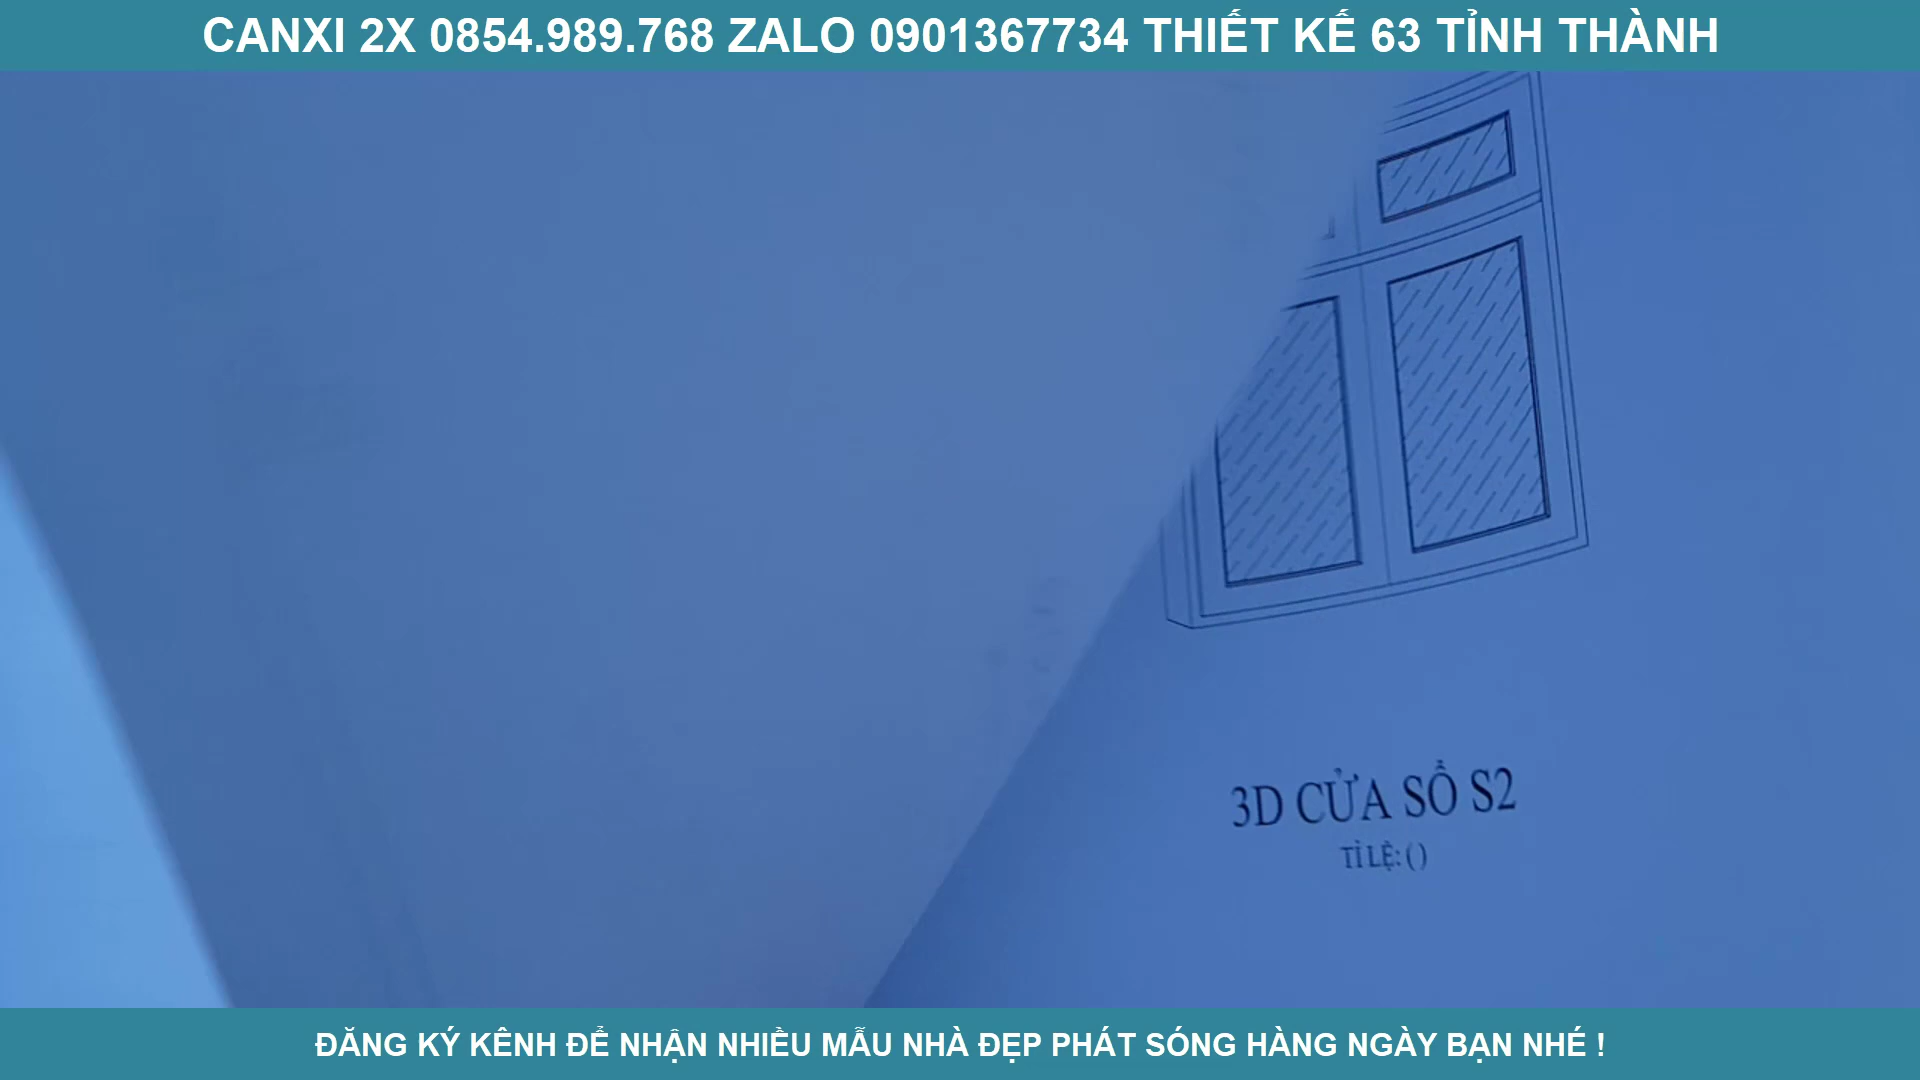 CANXI 2X 0854.989.768 ZALO 0901367734 THIẾT KẾ 63 TỈNH THÀNH
3D CỬA SỔ S2
TỈ LỆ: ( )
ĐĂNG KÝ KÊNH ĐỂ NHẬN NHIỀU MẪU NHÀ ĐẸP PHÁT SÓNG HÀNG NGÀY BẠN NHÉ !